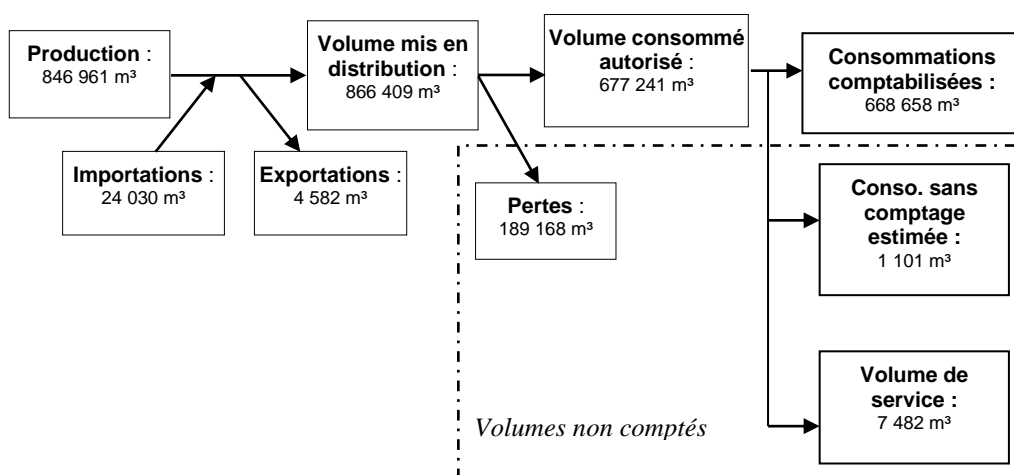 Production :
846 961 m³
Volume mis en
distribution :
866 409 m³
Volume consommé
autorisé :
677 241 m³
Consommations
comptabilisées :
668 658 m³
Importations :
24 030 m³
Exportations :
4 582 m³
Pertes :
189 168 m³
Conso. sans
comptage
estimée :
1 101 m³
Volume de
service :
7 482 m³
Volumes non comptés